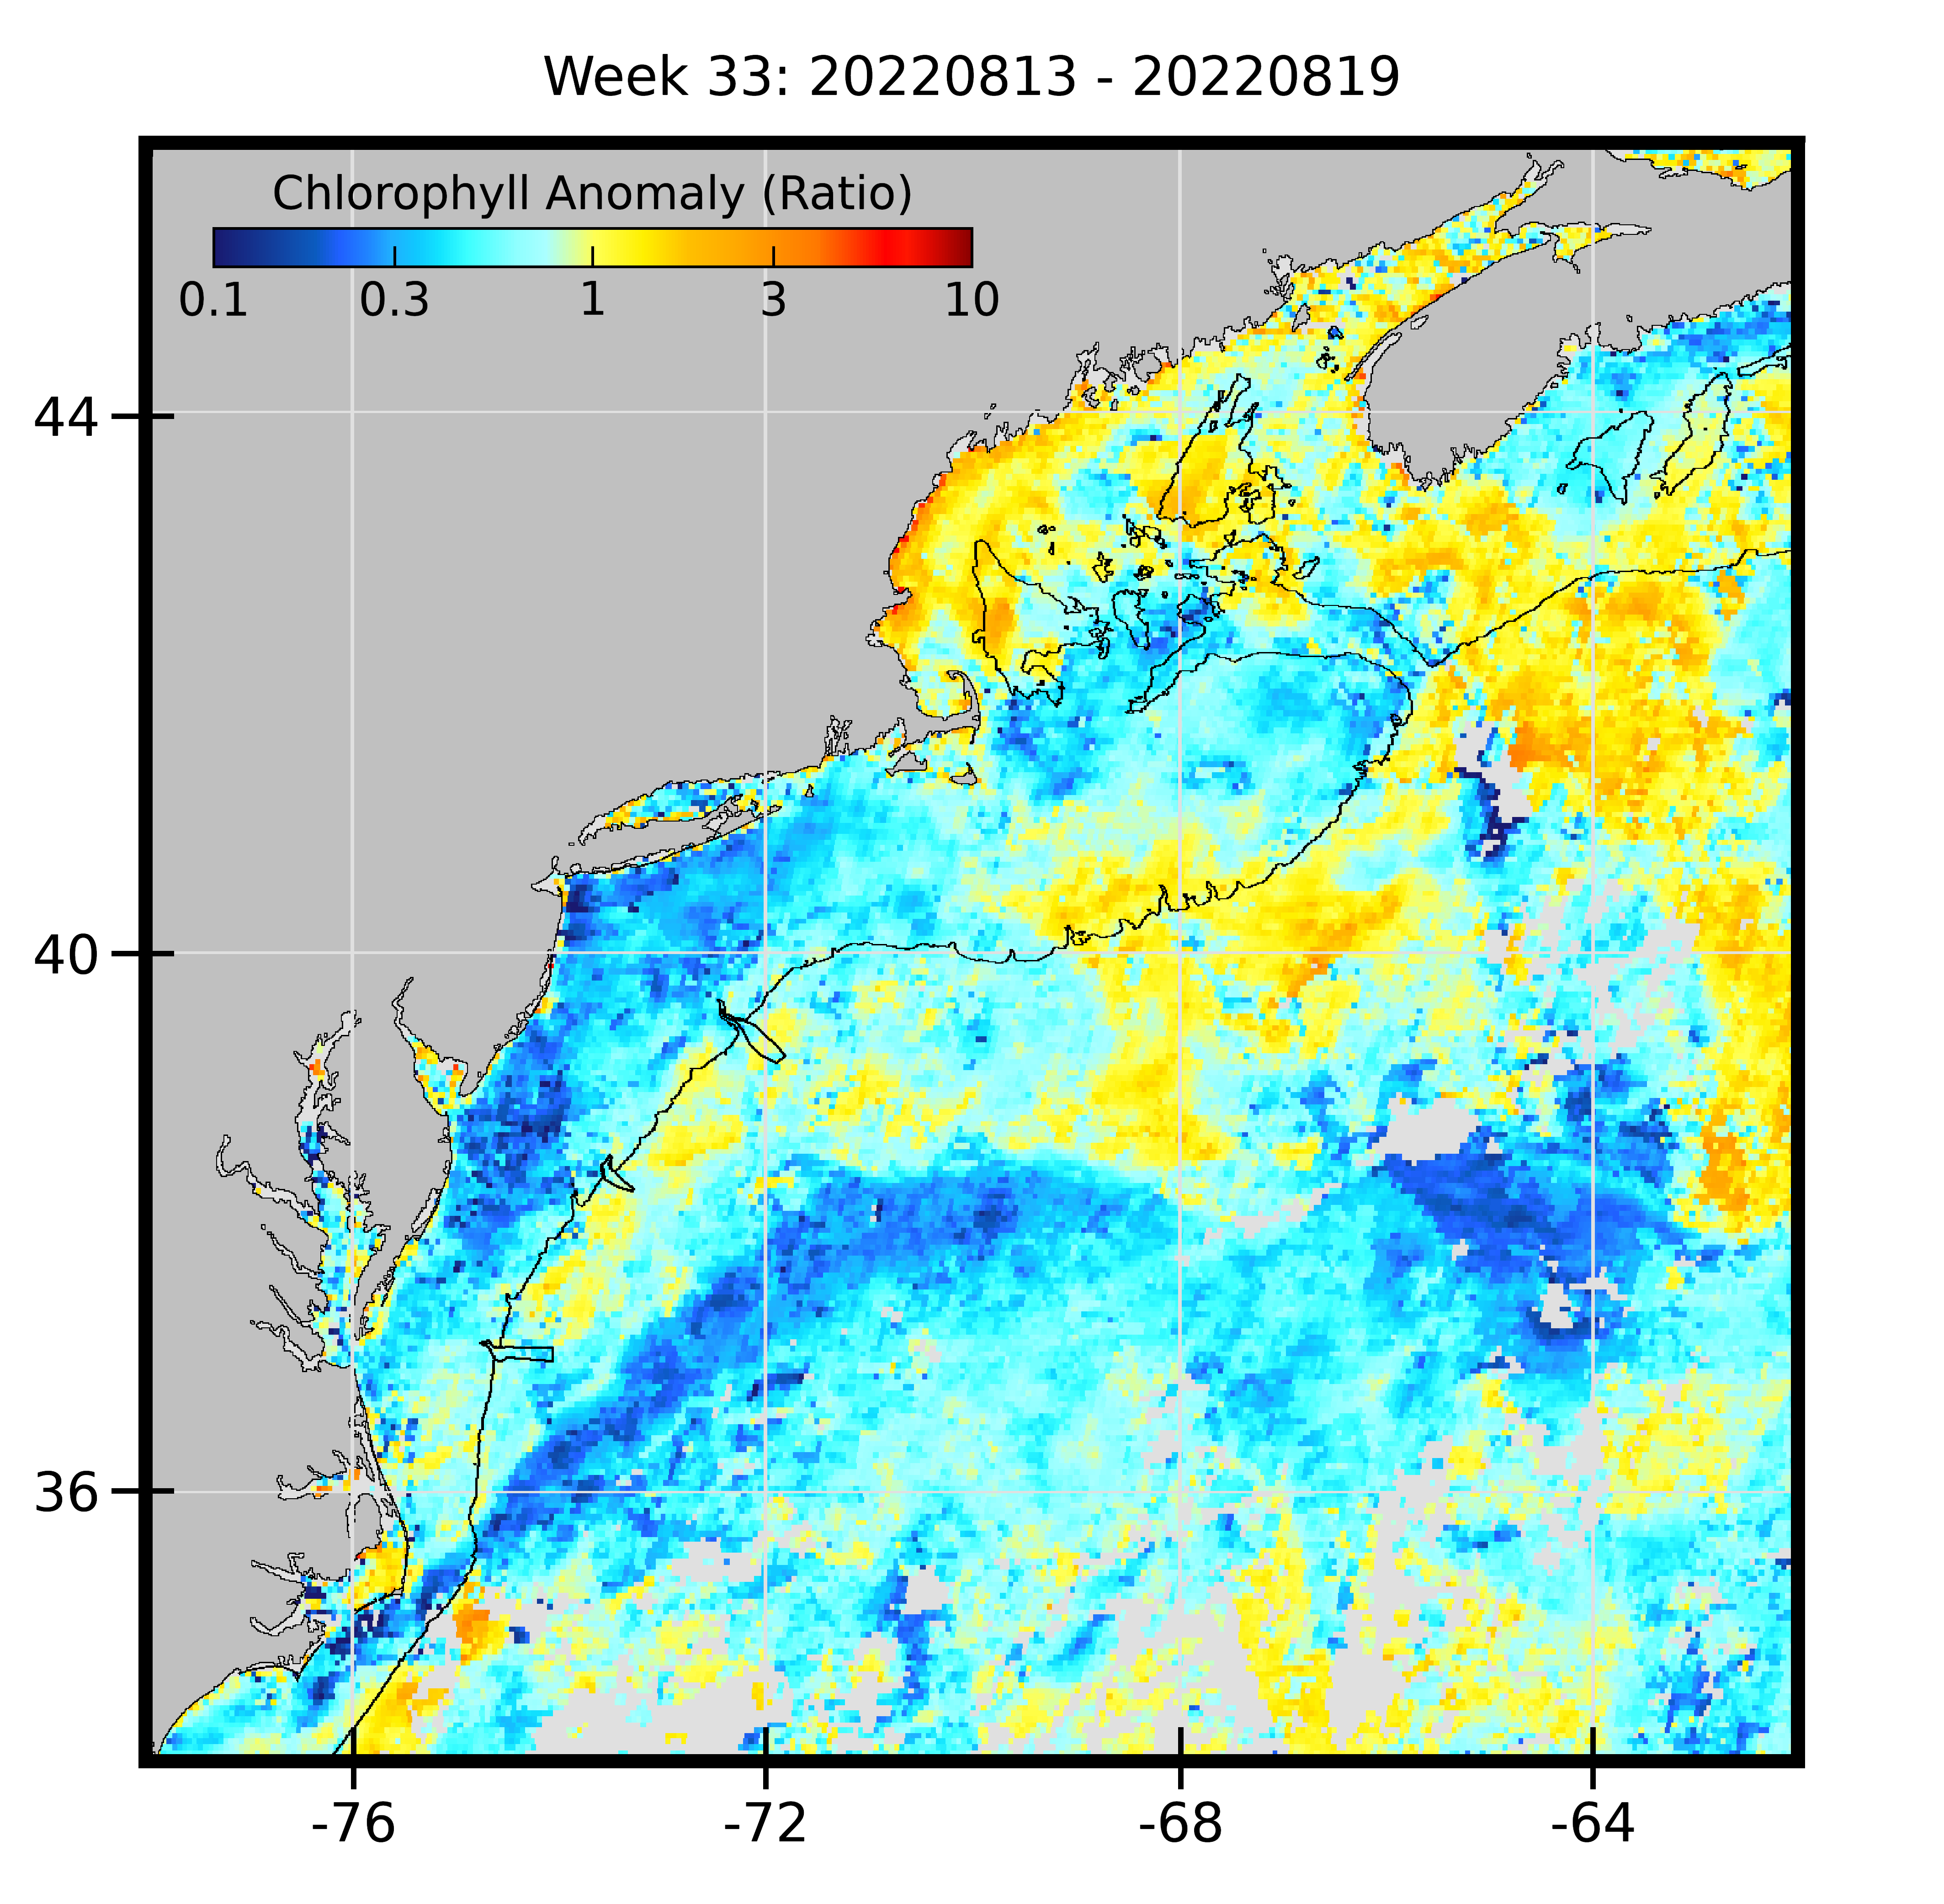 Week 33: 20220813 - 20220819
Chlorophyll Anomaly (Ratio)
0.1 0.3 1 3 10
44
40
36
-76 -72 -68 -64